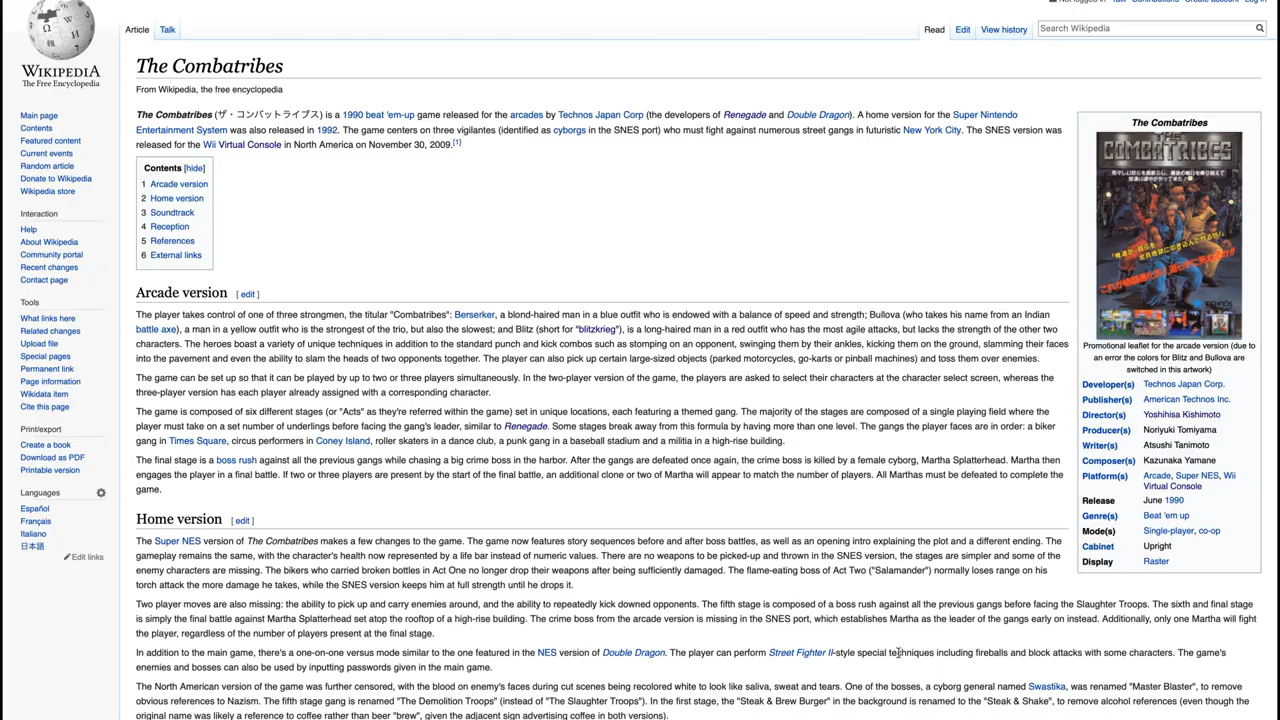 Not logged in Talk Contributions Create account Log in
Article Talk Read Edit View history Search Wikipedia
WIKIPEDIA
The Free Encyclopedia
Main page
Contents
Featured content
Current events
Random article
Donate to Wikipedia
Wikipedia store
Interaction
Help
About Wikipedia
Community portal
Recent changes
Contact page
Tools
What links here
Related changes
Upload file
Special pages
Permanent link
Page information
Wikidata item
Cite this page
Print/export
Create a book
Download as PDF
Printable version
Languages
Español
Français
Italiano
日本語
Edit links
The Combatribes
From Wikipedia, the free encyclopedia
The Combatribes (ザ・コンバットライブス) is a 1990 beat 'em-up game released for the arcades by Technos Japan Corp (the developers of Renegade and Double Dragon). A home version for the Super Nintendo
Entertainment System was also released in 1992. The game centers on three vigilantes (identified as cyborgs in the SNES port) who must fight against numerous street gangs in futuristic New York City. The SNES version was
released for the Wii Virtual Console in North America on November 30, 2009.[1]
Contents [hide]
1 Arcade version
2 Home version
3 Soundtrack
4 Reception
5 References
6 External links
Arcade version [ edit ]
The player takes control of one of three strongmen, the titular "Combatribes": Berserker, a blond-haired man in a blue outfit who is endowed with a balance of speed and strength; Bullova (who takes his name from an Indian
battle axe), a man in a yellow outfit who is the strongest of the trio, but also the slowest; and Blitz (short for "blitzkrieg"), is a long-haired man in a red outfit who has the most agile attacks, but lacks the strength of the other two
characters. The heroes boast a variety of unique techniques in addition to the standard punch and kick combos such as stomping on an opponent, swinging them by their ankles, kicking them on the ground, slamming their faces
into the pavement and even the ability to slam the heads of two opponents together. The player can also pick up certain large-sized objects (parked motorcycles, go-karts or pinball machines) and toss them over enemies.
The game can be set up so that it can be played by up to two or three players simultaneously. In the two-player version of the game, the players are asked to select their characters at the character select screen, whereas the
three-player version has each player already assigned with a corresponding character.
The game is composed of six different stages (or "Acts" as they're referred within the game) set in unique locations, each featuring a themed gang. The majority of the stages are composed of a single playing field where the
player must take on a set number of underlings before facing the gang's leader, similar to Renegade. Some stages break away from this formula by having more than one level. The gangs the player faces are in order: a biker
gang in Times Square, circus performers in Coney Island, roller skaters in a dance club, a punk gang in a baseball stadium and a militia in a high-rise building.
The final stage is a boss rush against all the previous gangs while chasing a big crime boss in the harbor. After the gangs are defeated once again, the crime boss is killed by a female cyborg, Martha Splatterhead. Martha then
engages the player in a final battle. If two or three players are present by the start of the final battle, an additional clone or two of Martha will appear to match the number of players. All Marthas must be defeated to complete the
game.
Home version [ edit ]
The Super NES version of The Combatribes makes a few changes to the game. The game now features story sequences before and after boss battles, as well as an opening intro explaining the plot and a different ending. The
gameplay remains the same, with the character's health now represented by a life bar instead of numeric values. There are no weapons to be picked-up and thrown in the SNES version, the stages are simpler and some of the
enemy characters are missing. The bikers who carried broken bottles in Act One no longer drop their weapons after being sufficiently damaged. The flame-eating boss of Act Two ("Salamander") normally loses range on his
torch attack the more damage he takes, while the SNES version keeps him at full strength until he drops it.
Two player moves are also missing: the ability to pick up and carry enemies around, and the ability to repeatedly kick downed opponents. The fifth stage is composed of a boss rush against all the previous gangs before facing the Slaughter Troops. The sixth and final stage
is simply the final battle against Martha Splatterhead set atop the rooftop of a high-rise building. The crime boss from the arcade version is missing in the SNES port, which establishes Martha as the leader of the gangs early on instead. Additionally, only one Martha will fight
the player, regardless of the number of players present at the final stage.
In addition to the main game, there's a one-on-one versus mode similar to the one featured in the NES version of Double Dragon. The player can perform Street Fighter II-style special techniques including fireballs and block attacks with some characters. The game's
enemies and bosses can also be used by inputting passwords given in the main game.
The North American version of the game was further censored, with the blood on enemy's faces during cut scenes being recolored white to look like saliva, sweat and tears. One of the bosses, a cyborg general named Swastika, was renamed "Master Blaster", to remove
obvious references to Nazism. The fifth stage gang is renamed "The Demolition Troops" (instead of "The Slaughter Troops"). In the first stage, the "Steak & Brew Burger" in the background is renamed to the "Steak & Shake", to remove alcohol references (even though the
original name was likely a reference to coffee rather than beer "brew", given the adjacent sign advertising coffee in both versions).
The Combatribes
COMBATRIBES
Promotional leaflet for the arcade version (due to
an error the colors for Blitz and Bullova are
switched in this artwork)
Developer(s) Technos Japan Corp.
Publisher(s) American Technos Inc.
Director(s) Yoshihisa Kishimoto
Producer(s) Noriyuki Tomiyama
Writer(s) Atsushi Tanimoto
Composer(s) Kazunaka Yamane
Platform(s) Arcade, Super NES, Wii
Virtual Console
Release June 1990
Genre(s) Beat 'em up
Mode(s) Single-player, co-op
Cabinet Upright
Display Raster